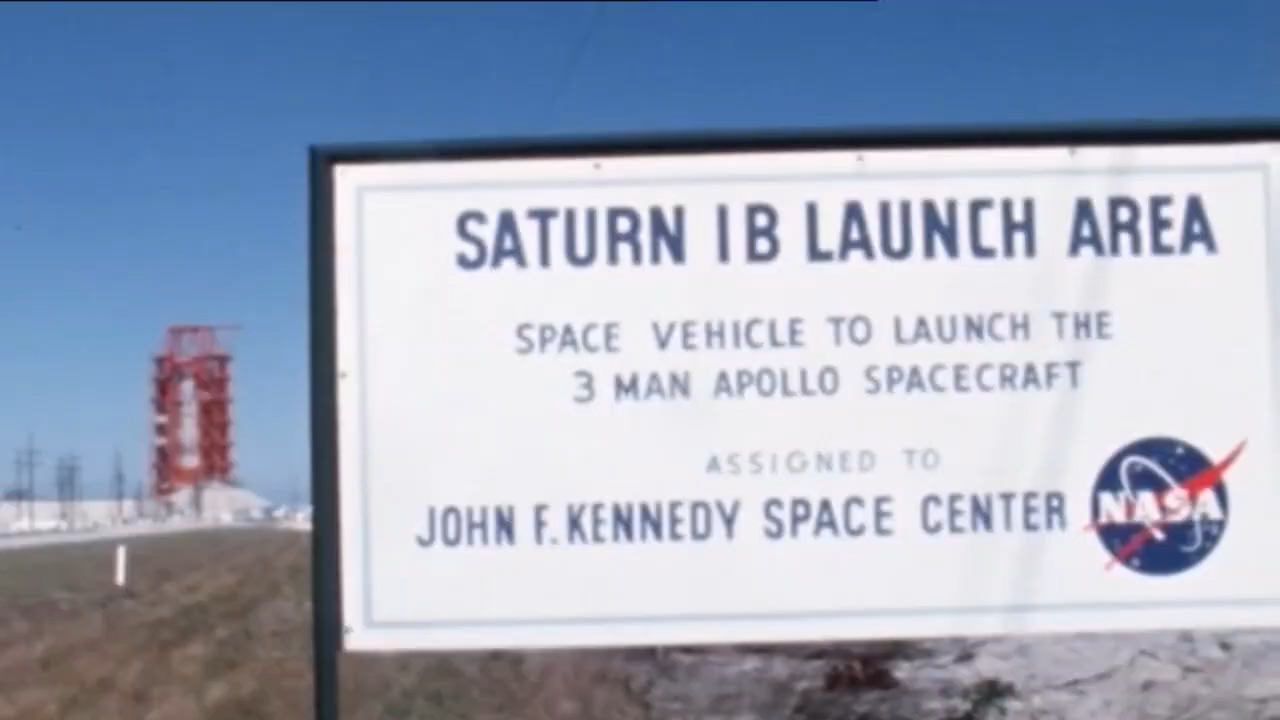 SATURN IB LAUNCH AREA
SPACE VEHICLE TO LAUNCH THE
3 MAN APOLLO SPACECRAFT
ASSIGNED TO
JOHN F. KENNEDY SPACE CENTER
NASA